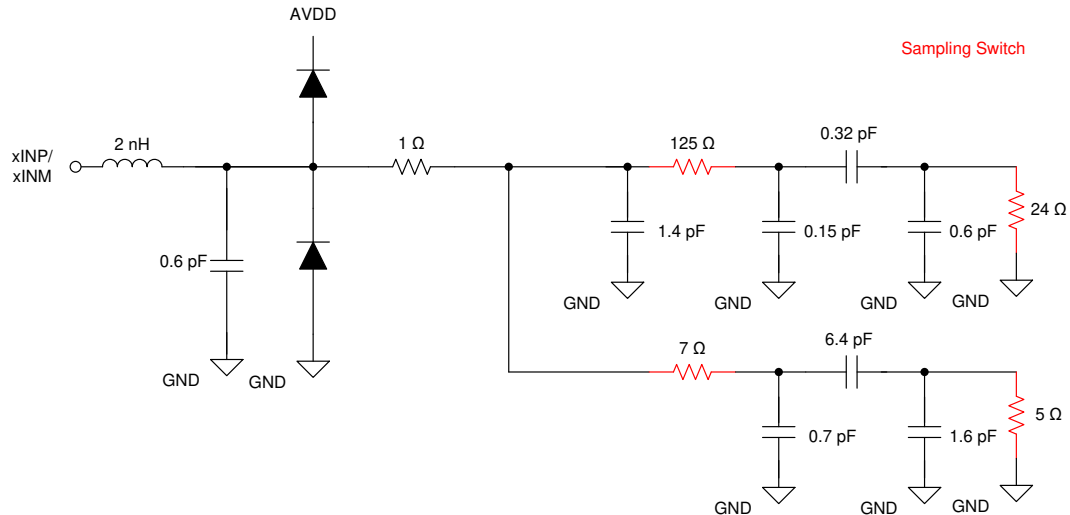 AVDD
Sampling Switch
xINP/
xINM
2 nH
1 Ω
125 Ω
0.32 pF
24 Ω
0.6 pF
1.4 pF
0.15 pF
0.6 pF
GND
GND
GND
GND
GND
GND
7 Ω
6.4 pF
0.7 pF
1.6 pF
5 Ω
GND
GND
GND